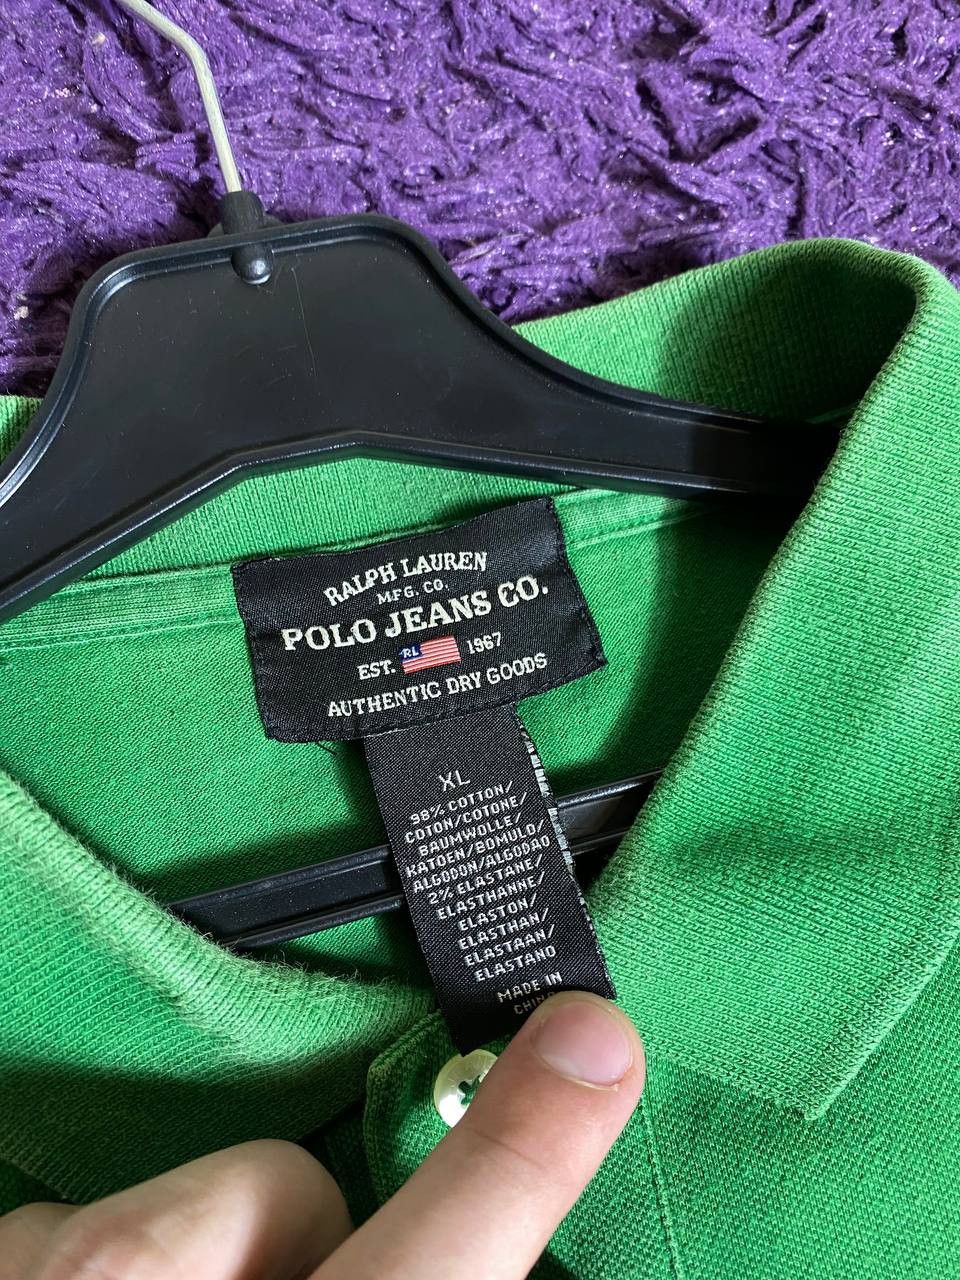 RALPH LAUREN
MFG. CO.
POLO JEANS CO.
EST. RL 1967
AUTHENTIC DRY GOODS
XL
98% COTTON/
COTON/COTONE/
BAUMWOLLE/
KATOEN/BOMULD/
ALGODON/ALGODAO
2% ELASTANE/
ELASTHANNE/
ELASTON/
ELASTHAN/
ELASTAAN/
ELASTANO
MADE IN
CHINA